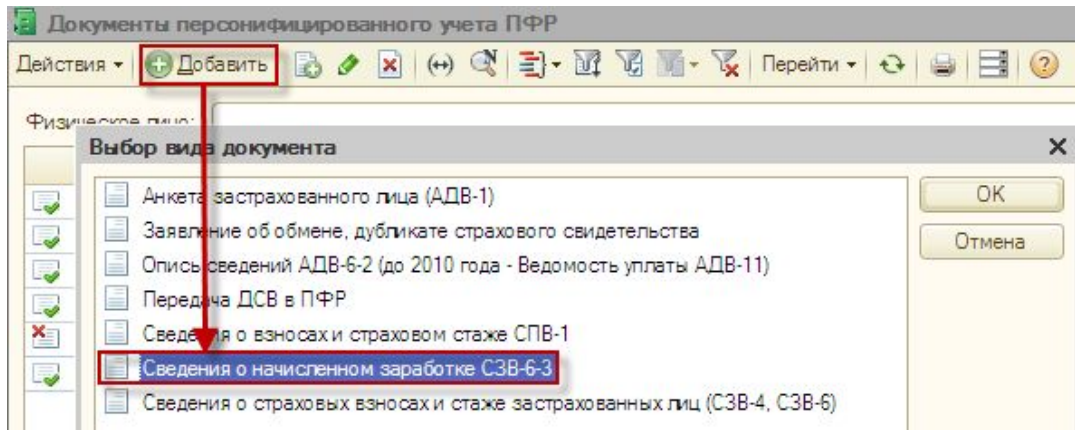 Документы персонифицированного учета ПФР
Действия Добавить Перейти
Физическое лицо:
Выбор вида документа
Анкета застрахованного лица (АДВ-1)
OK
Заявление об обмене, дубликате страхового свидетельства
Отмена
Опись сведений АДВ-6-2 (до 2010 года - Ведомость уплаты АДВ-11)
Передача ДСВ в ПФР
Сведения о взносах и страховом стаже СПВ-1
Сведения о начисленном заработке СЗВ-6-3
Сведения о страховых взносах и стаже застрахованных лиц (СЗВ-4, СЗВ-6)